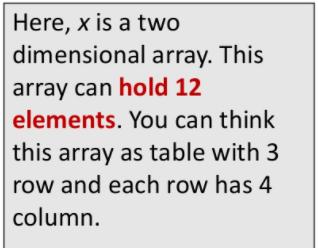 Here, x is a two
dimensional array. This
array can hold 12
elements. You can think
this array as table with 3
row and each row has 4
column.